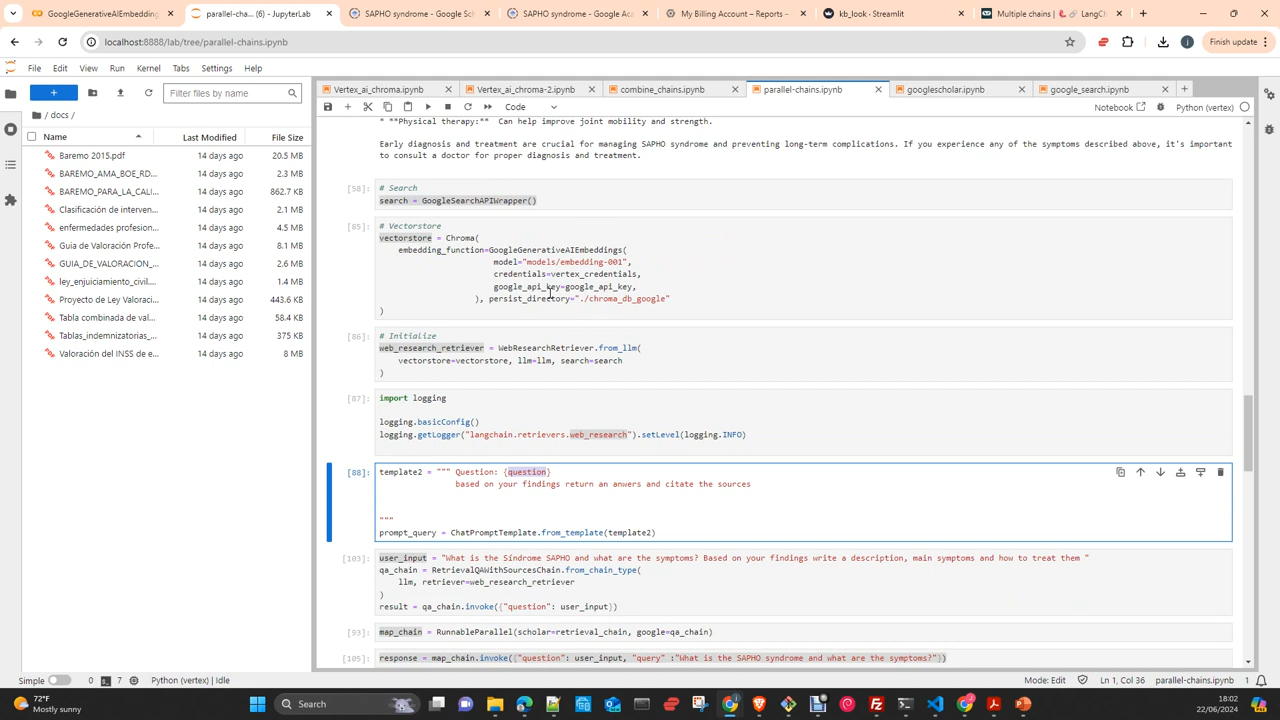 GoogleGenerativeAIEmbedding
parallel-cha... (6) - JupyterLab
SAPHO syndrome - Google Sch
SAPHO syndrome - Google Aca
My Billing Account – Reports –
kb_look · Streamlit
Multiple chains | 🦜️🔗 LangC
localhost:8888/lab/tree/parallel-chains.ipynb
Finish update
File Edit View Run Kernel Tabs Settings Help
Vertex_ai_chroma.ipynb
Vertex_ai_chroma-2.ipynb
combine_chains.ipynb
parallel-chains.ipynb
googlescholar.ipynb
google_search.ipynb
Filter files by name
Code
Notebook
Python (vertex)
/ docs /
Name Last Modified File Size
Baremo 2015.pdf 14 days ago 20.5 MB
BAREMO_AMA_BOE_RD... 14 days ago 2.3 MB
BAREMO_PARA_LA_CALI... 14 days ago 862.7 KB
Clasificación de interven... 14 days ago 2.1 MB
enfermedades profesion... 14 days ago 4.5 MB
Guia de Valoración Profe... 14 days ago 8.1 MB
GUIA_DE_VALORACION_... 14 days ago 2.6 MB
ley_enjuiciamiento_civil.... 14 days ago 1.4 MB
Proyecto de Ley Valoraci... 14 days ago 443.6 KB
Tabla combinada de val... 14 days ago 58.4 KB
Tablas_indemnizatorias_... 14 days ago 375 KB
Valoración del INSS de e... 14 days ago 8 MB
* **Physical therapy:** Can help improve joint mobility and strength.
Early diagnosis and treatment are crucial for managing SAPHO syndrome and preventing long-term complications. If you experience any of the symptoms described above, it's important
to consult a doctor for proper diagnosis and treatment.
[58]: # Search
search = GoogleSearchAPIWrapper()
[85]: # Vectorstore
vectorstore = Chroma(
embedding_function=GoogleGenerativeAIEmbeddings(
model="models/embedding-001",
credentials=vertex_credentials,
google_api_key=google_api_key,
), persist_directory="./chroma_db_google"
)
[86]: # Initialize
web_research_retriever = WebResearchRetriever.from_llm(
vectorstore=vectorstore, llm=llm, search=search
)
[87]: import logging
logging.basicConfig()
logging.getLogger("langchain.retrievers.web_research").setLevel(logging.INFO)
[88]: template2 = """ Question: {question}
based on your findings return an anwers and citate the sources
"""
prompt_query = ChatPromptTemplate.from_template(template2)
[103]: user_input = "What is the Síndrome SAPHO and what are the symptoms? Based on your findings write a description, main symptoms and how to treat them "
qa_chain = RetrievalQAWithSourcesChain.from_chain_type(
llm, retriever=web_research_retriever
)
result = qa_chain.invoke({"question": user_input})
[93]: map_chain = RunnableParallel(scholar=retrieval_chain, google=qa_chain)
[105]: response = map_chain.invoke({"question": user_input, "query" :"What is the SAPHO syndrome and what are the symptoms?"})
Simple 0 7 Python (vertex) Mode: Edit Ln 1, Col 36 parallel-chains.ipynb 1
72°F
Mostly sunny
Search
18:02
22/06/2024